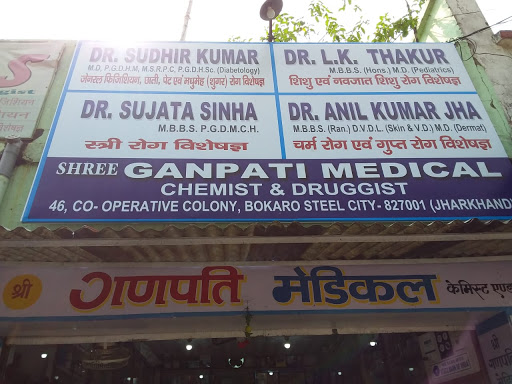 DR. SUDHIR KUMAR
M.D, P.G.D.H.M, M.S.R.P.C, P.G.D.H.Sc. (Diabetology)
जेनरल फिजिशियन, छाती, पेट एवं मधुमेह (सुगर) रोग विशेषज्ञ
DR. L.K. THAKUR
M.B.B.S. (Hons.) M.D. (Pediatrics)
शिशु एवं नवजात शिशु रोग विशेषज्ञ
DR. SUJATA SINHA
M.B.B.S. P.G.D.M.C.H.
स्त्री रोग विशेषज्ञ
DR. ANIL KUMAR JHA
M.B.B.S. (Ran.) D.V.D.L. (Skin & V.D.) M.D. (Dermat)
चर्म रोग एवं गुप्त रोग विशेषज्ञ
SHREE GANPATI MEDICAL
CHEMIST & DRUGGIST
46, CO- OPERATIVE COLONY, BOKARO STEEL CITY- 827001 (JHARKHAND)
श्री गणपति मेडिकल केमिस्ट एण्ड
श्री
गणपति